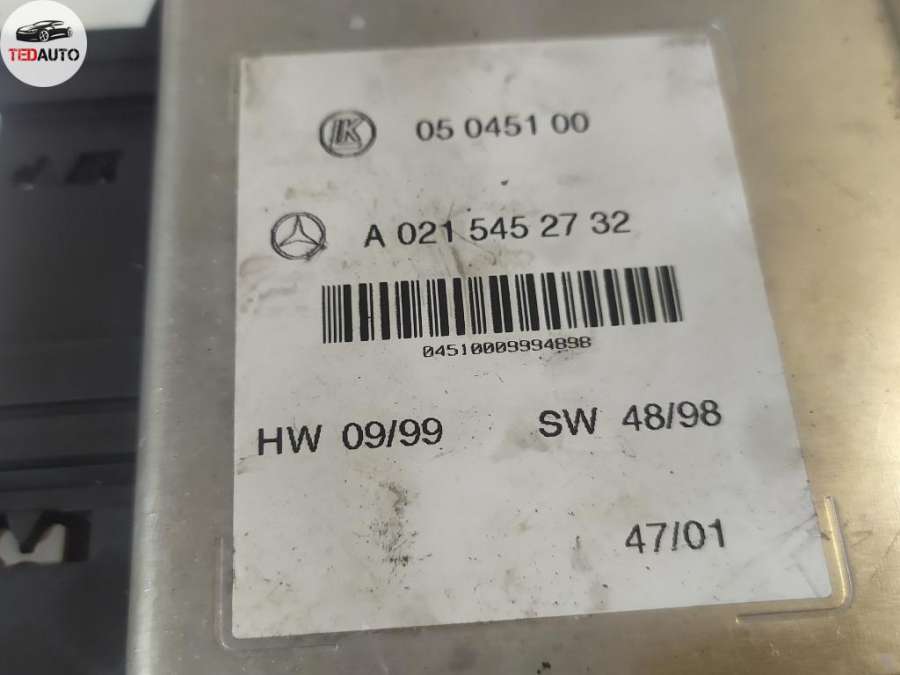 TEDAUTO
K 05 0451 00
A 021 545 27 32
04510009994898
HW 09/99 SW 48/98
47/01